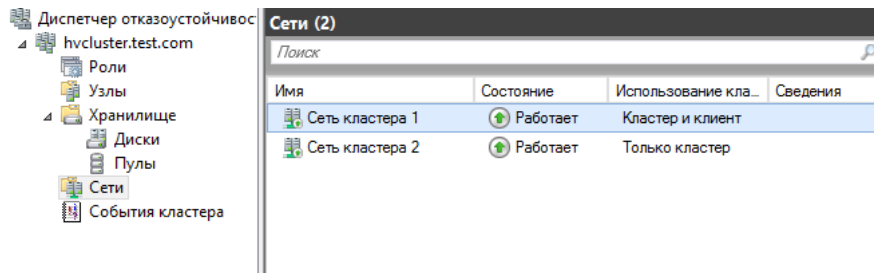 Диспетчер отказоустойчивос
hvcluster.test.com
Роли
Узлы
Хранилище
Диски
Пулы
Сети
События кластера
Сети (2)
Поиск
Имя Состояние Использование кла... Сведения
Сеть кластера 1 Работает Кластер и клиент
Сеть кластера 2 Работает Только кластер